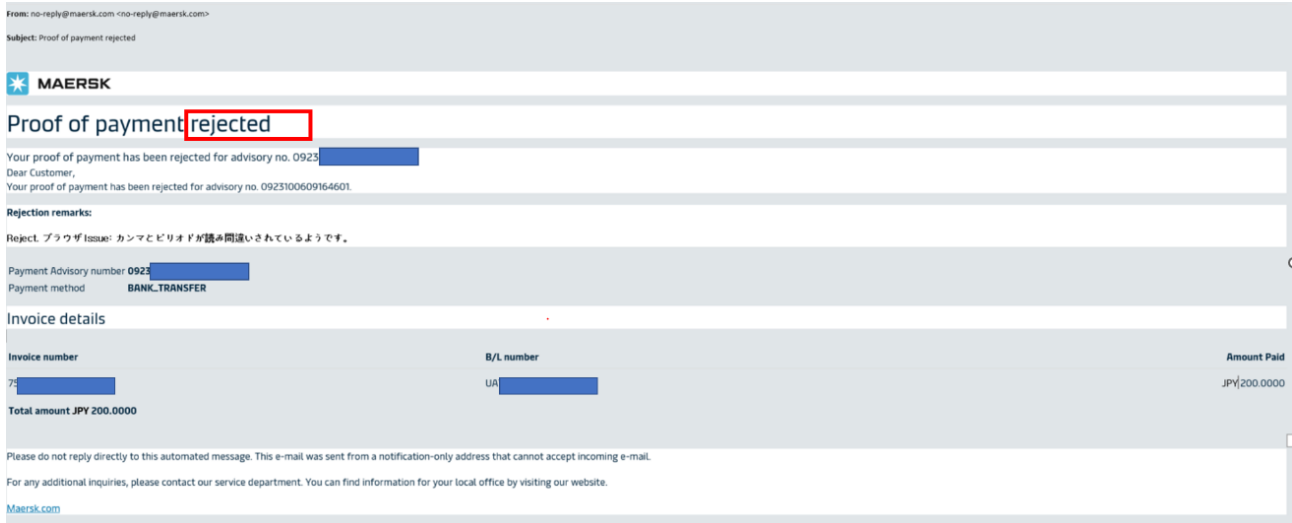 From: no-reply@maersk.com <no-reply@maersk.com>
Subject: Proof of payment rejected
MAERSK
Proof of payment rejected
Your proof of payment has been rejected for advisory no. 0923
Dear Customer,
Your proof of payment has been rejected for advisory no. 0923100609164601.
Rejection remarks:
Reject. ブラウザ Issue: カンマとピリオドが読み間違いされているようです。
Payment Advisory number 0923
Payment method BANK_TRANSFER
Invoice details
Invoice number B/L number Amount Paid
75 UA JPY 200.0000
Total amount JPY 200.0000
Please do not reply directly to this automated message. This e-mail was sent from a notification-only address that cannot accept incoming e-mail.
For any additional inquiries, please contact our service department. You can find information for your local office by visiting our website.
Maersk.com